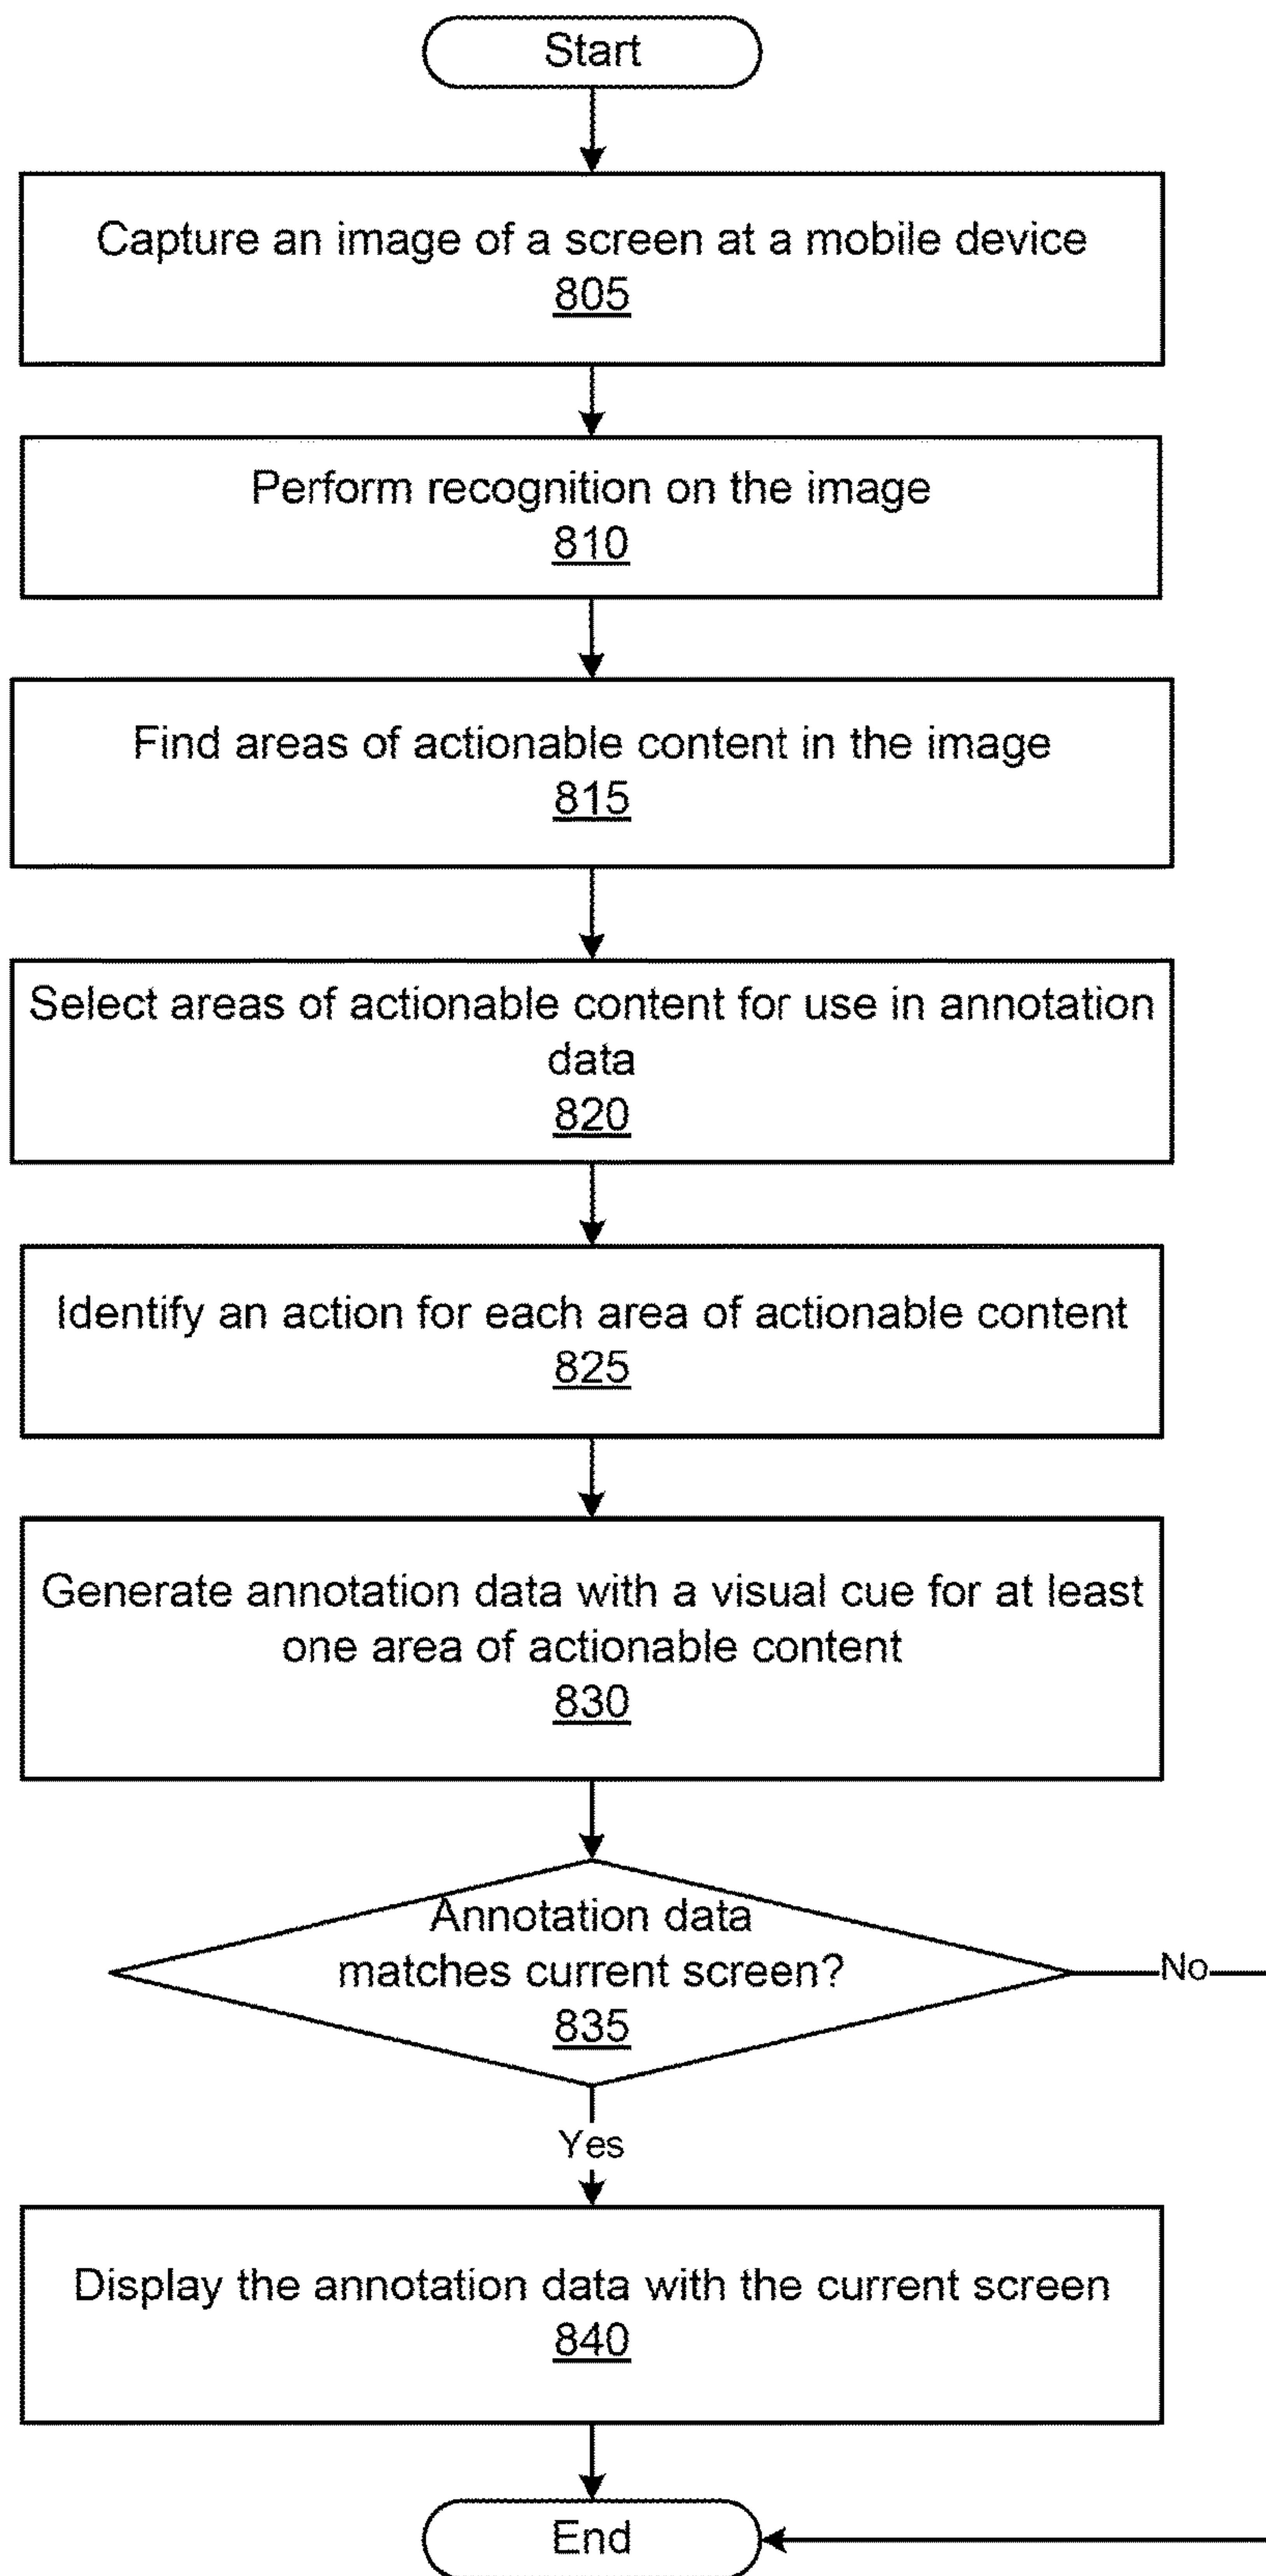 Start
Capture an image of a screen at a mobile device
805
Perform recognition on the image
810
Find areas of actionable content in the image
815
Select areas of actionable content for use in annotation
data
820
Identify an action for each area of actionable content
825
Generate annotation data with a visual cue for at least
one area of actionable content
830
Annotation data
matches current screen?
835
No
Yes
Display the annotation data with the current screen
840
End